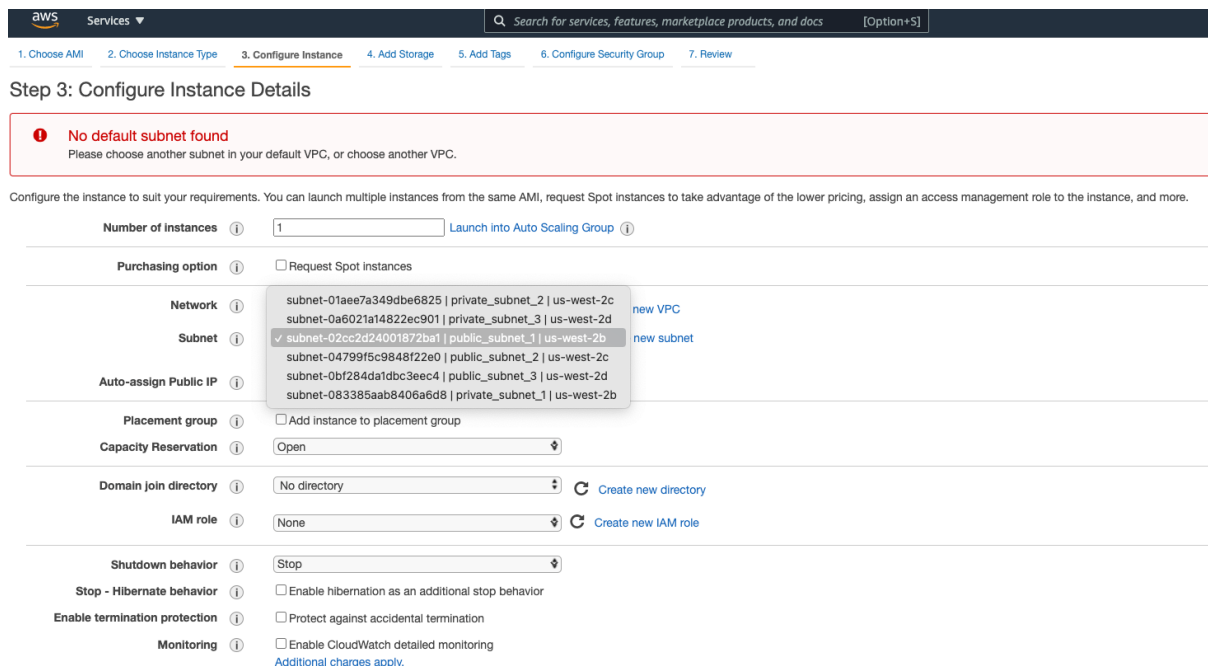 aws Services ▼ Search for services, features, marketplace products, and docs [Option+S]
1. Choose AMI 2. Choose Instance Type 3. Configure Instance 4. Add Storage 5. Add Tags 6. Configure Security Group 7. Review
Step 3: Configure Instance Details
No default subnet found
Please choose another subnet in your default VPC, or choose another VPC.
Configure the instance to suit your requirements. You can launch multiple instances from the same AMI, request Spot instances to take advantage of the lower pricing, assign an access management role to the instance, and more.
Number of instances i 1 Launch into Auto Scaling Group i
Purchasing option i Request Spot instances
subnet-01aee7a349dbe6825 | private_subnet_2 | us-west-2c
Network i new VPC
subnet-0a6021a14822ec901 | private_subnet_3 | us-west-2d
Subnet i ✓ subnet-02cc2d24001872ba1 | public_subnet_1 | us-west-2b new subnet
subnet-04799f5c9848f22e0 | public_subnet_2 | us-west-2c
subnet-0bf284da1dbc3eec4 | public_subnet_3 | us-west-2d
Auto-assign Public IP i
subnet-083385aab8406a6d8 | private_subnet_1 | us-west-2b
Placement group i Add instance to placement group
Capacity Reservation i Open
Domain join directory i No directory Create new directory
IAM role i None Create new IAM role
Shutdown behavior i Stop
Stop - Hibernate behavior i Enable hibernation as an additional stop behavior
Enable termination protection i Protect against accidental termination
Monitoring i Enable CloudWatch detailed monitoring
Additional charges apply.